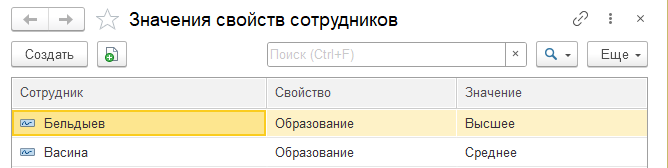 Значения свойств сотрудников
Создать
Поиск (Ctrl+F)
×
Еще
Сотрудник Свойство Значение
Бельдыев Образование Высшее
Васина Образование Среднее